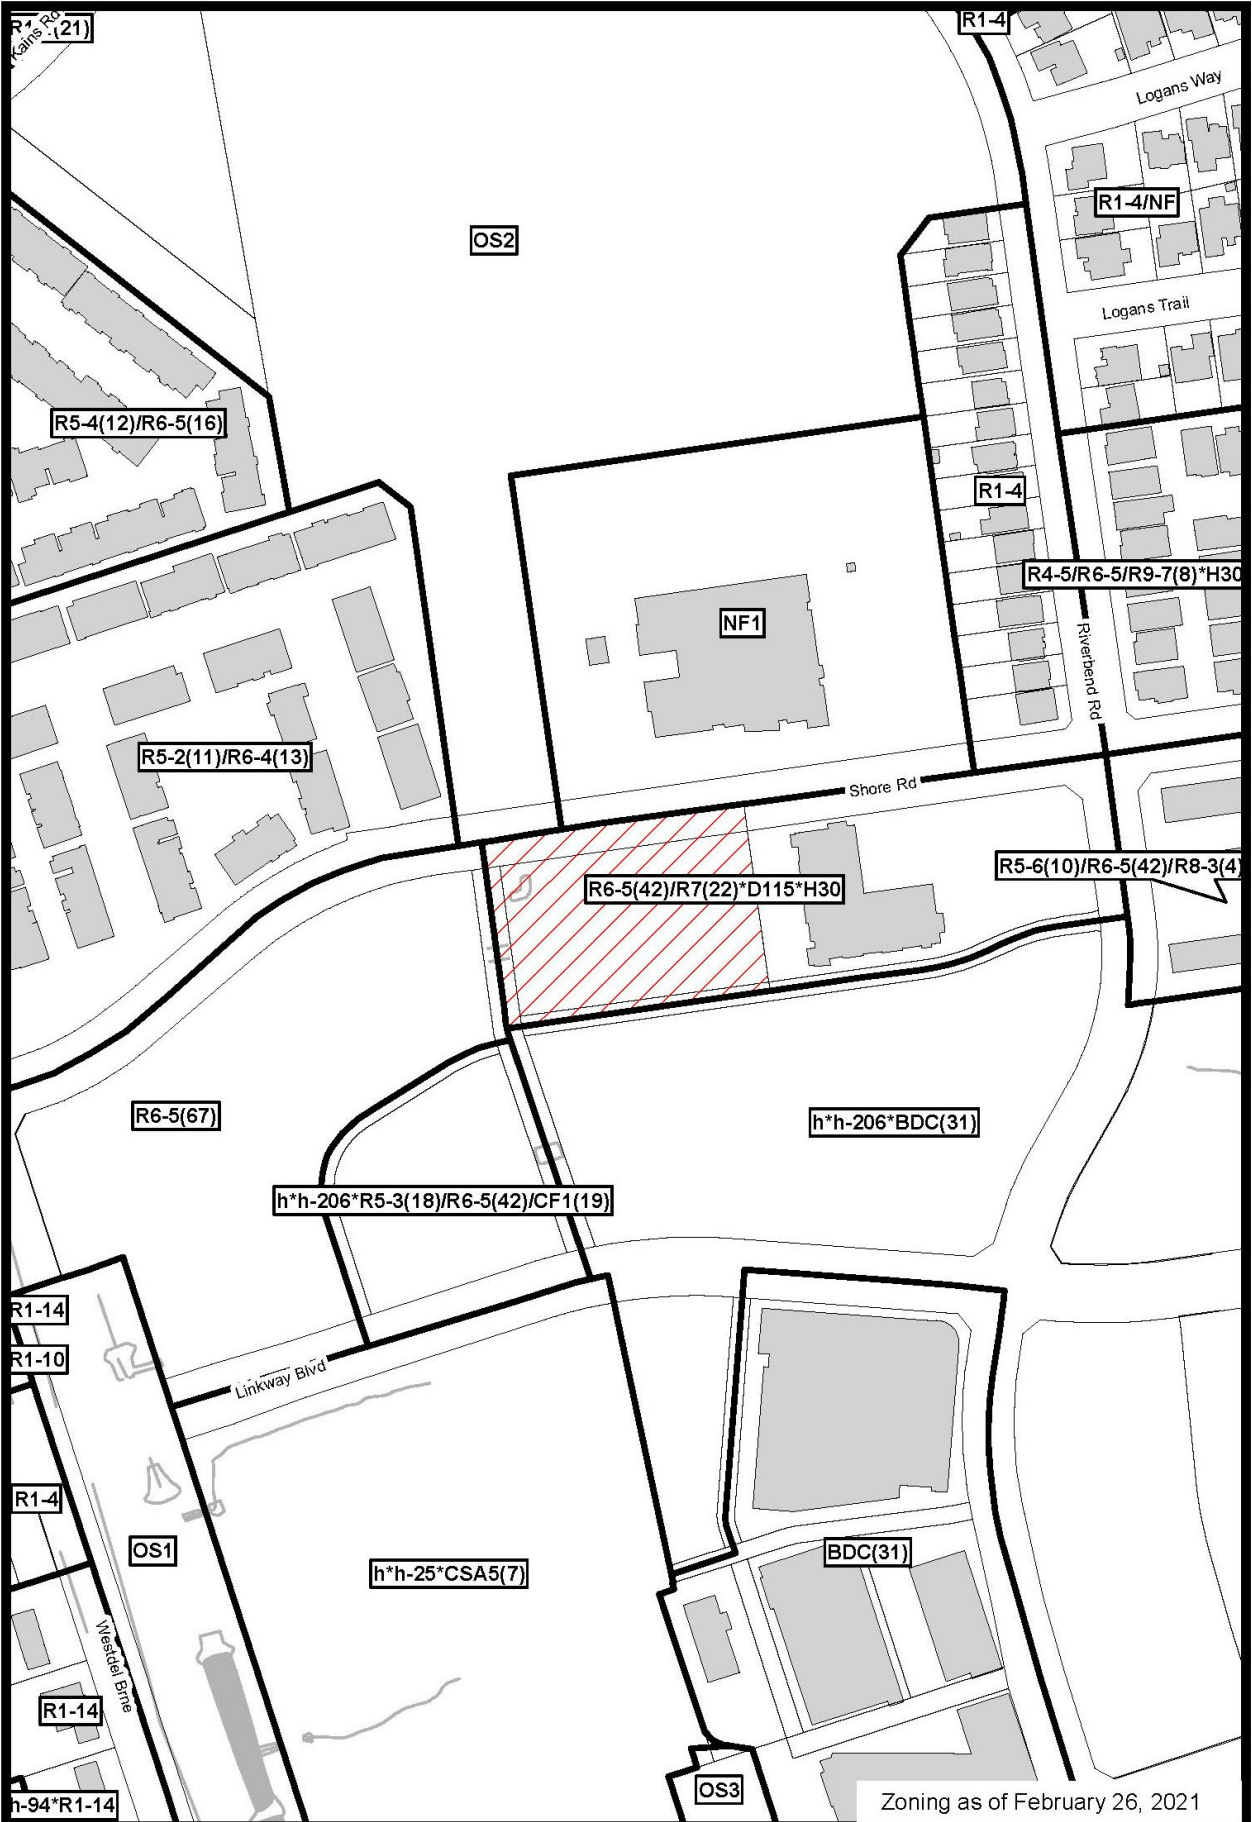 (21)
Kains Rd
R1-4
Logans Way
R1-4/NF
OS2
Logans Trail
R5-4(12)/R6-5(16)
R1-4
R4-5/R6-5/R9-7(8)*H30
NF1
Riverbend Rd
R5-2(11)/R6-4(13)
Shore Rd
R5-6(10)/R6-5(42)/R8-3(4)
R6-5(42)/R7(22)*D115*H30
R6-5(67)
h*h-206*BDC(31)
h*h-206*R5-3(18)/R6-5(42)/CF1(19)
R1-14
R1-10
Linkway Blvd
R1-4
OS1
BDC(31)
h*h-25*CSA5(7)
Westdel Brne
R1-14
OS3
h-94*R1-14
Zoning as of February 26, 2021